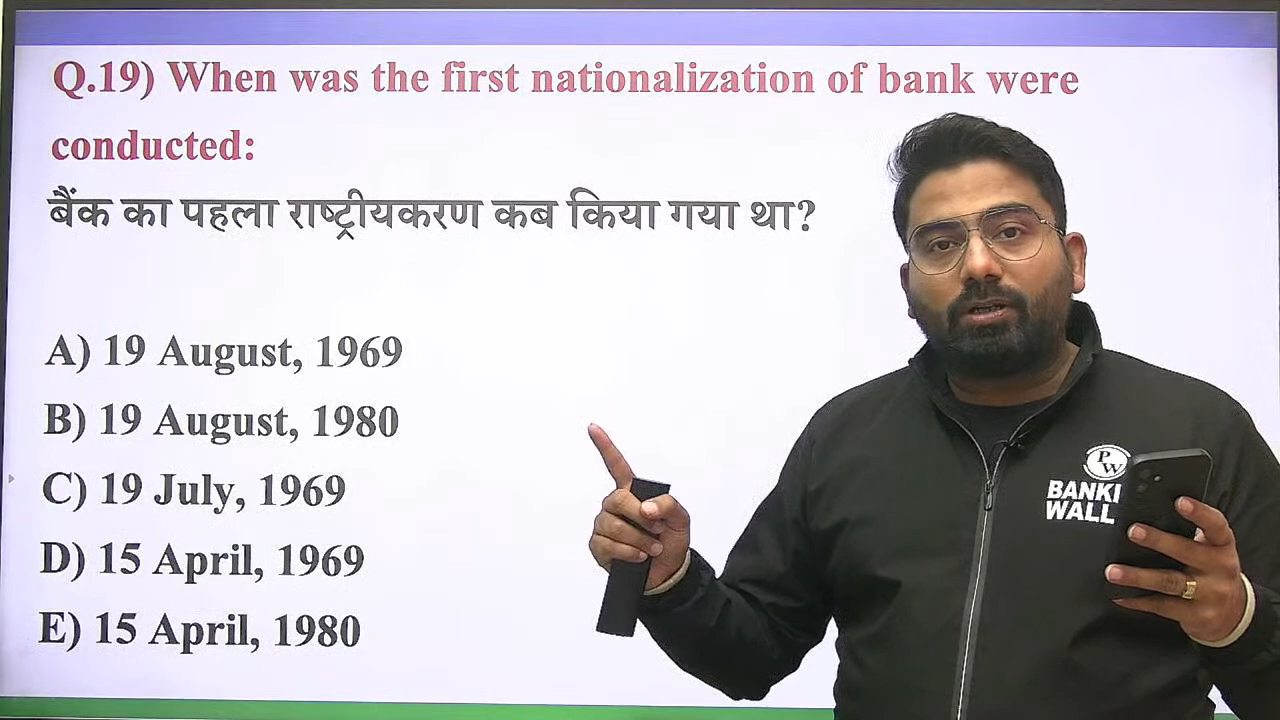 Q.19) When was the first nationalization of bank were
conducted:
बैंक का पहला राष्ट्रीयकरण कब किया गया था?
A) 19 August, 1969
B) 19 August, 1980
C) 19 July, 1969
D) 15 April, 1969
E) 15 April, 1980
PW
BANKI
WALL